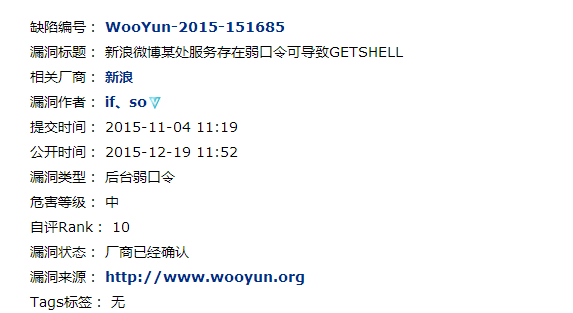 缺陷编号： WooYun-2015-151685
漏洞标题： 新浪微博某处服务存在弱口令可导致GETSHELL
相关厂商： 新浪
漏洞作者： if、so
提交时间： 2015-11-04 11:19
公开时间： 2015-12-19 11:52
漏洞类型： 后台弱口令
危害等级： 中
自评Rank： 10
漏洞状态： 厂商已经确认
漏洞来源： http://www.wooyun.org
Tags标签： 无